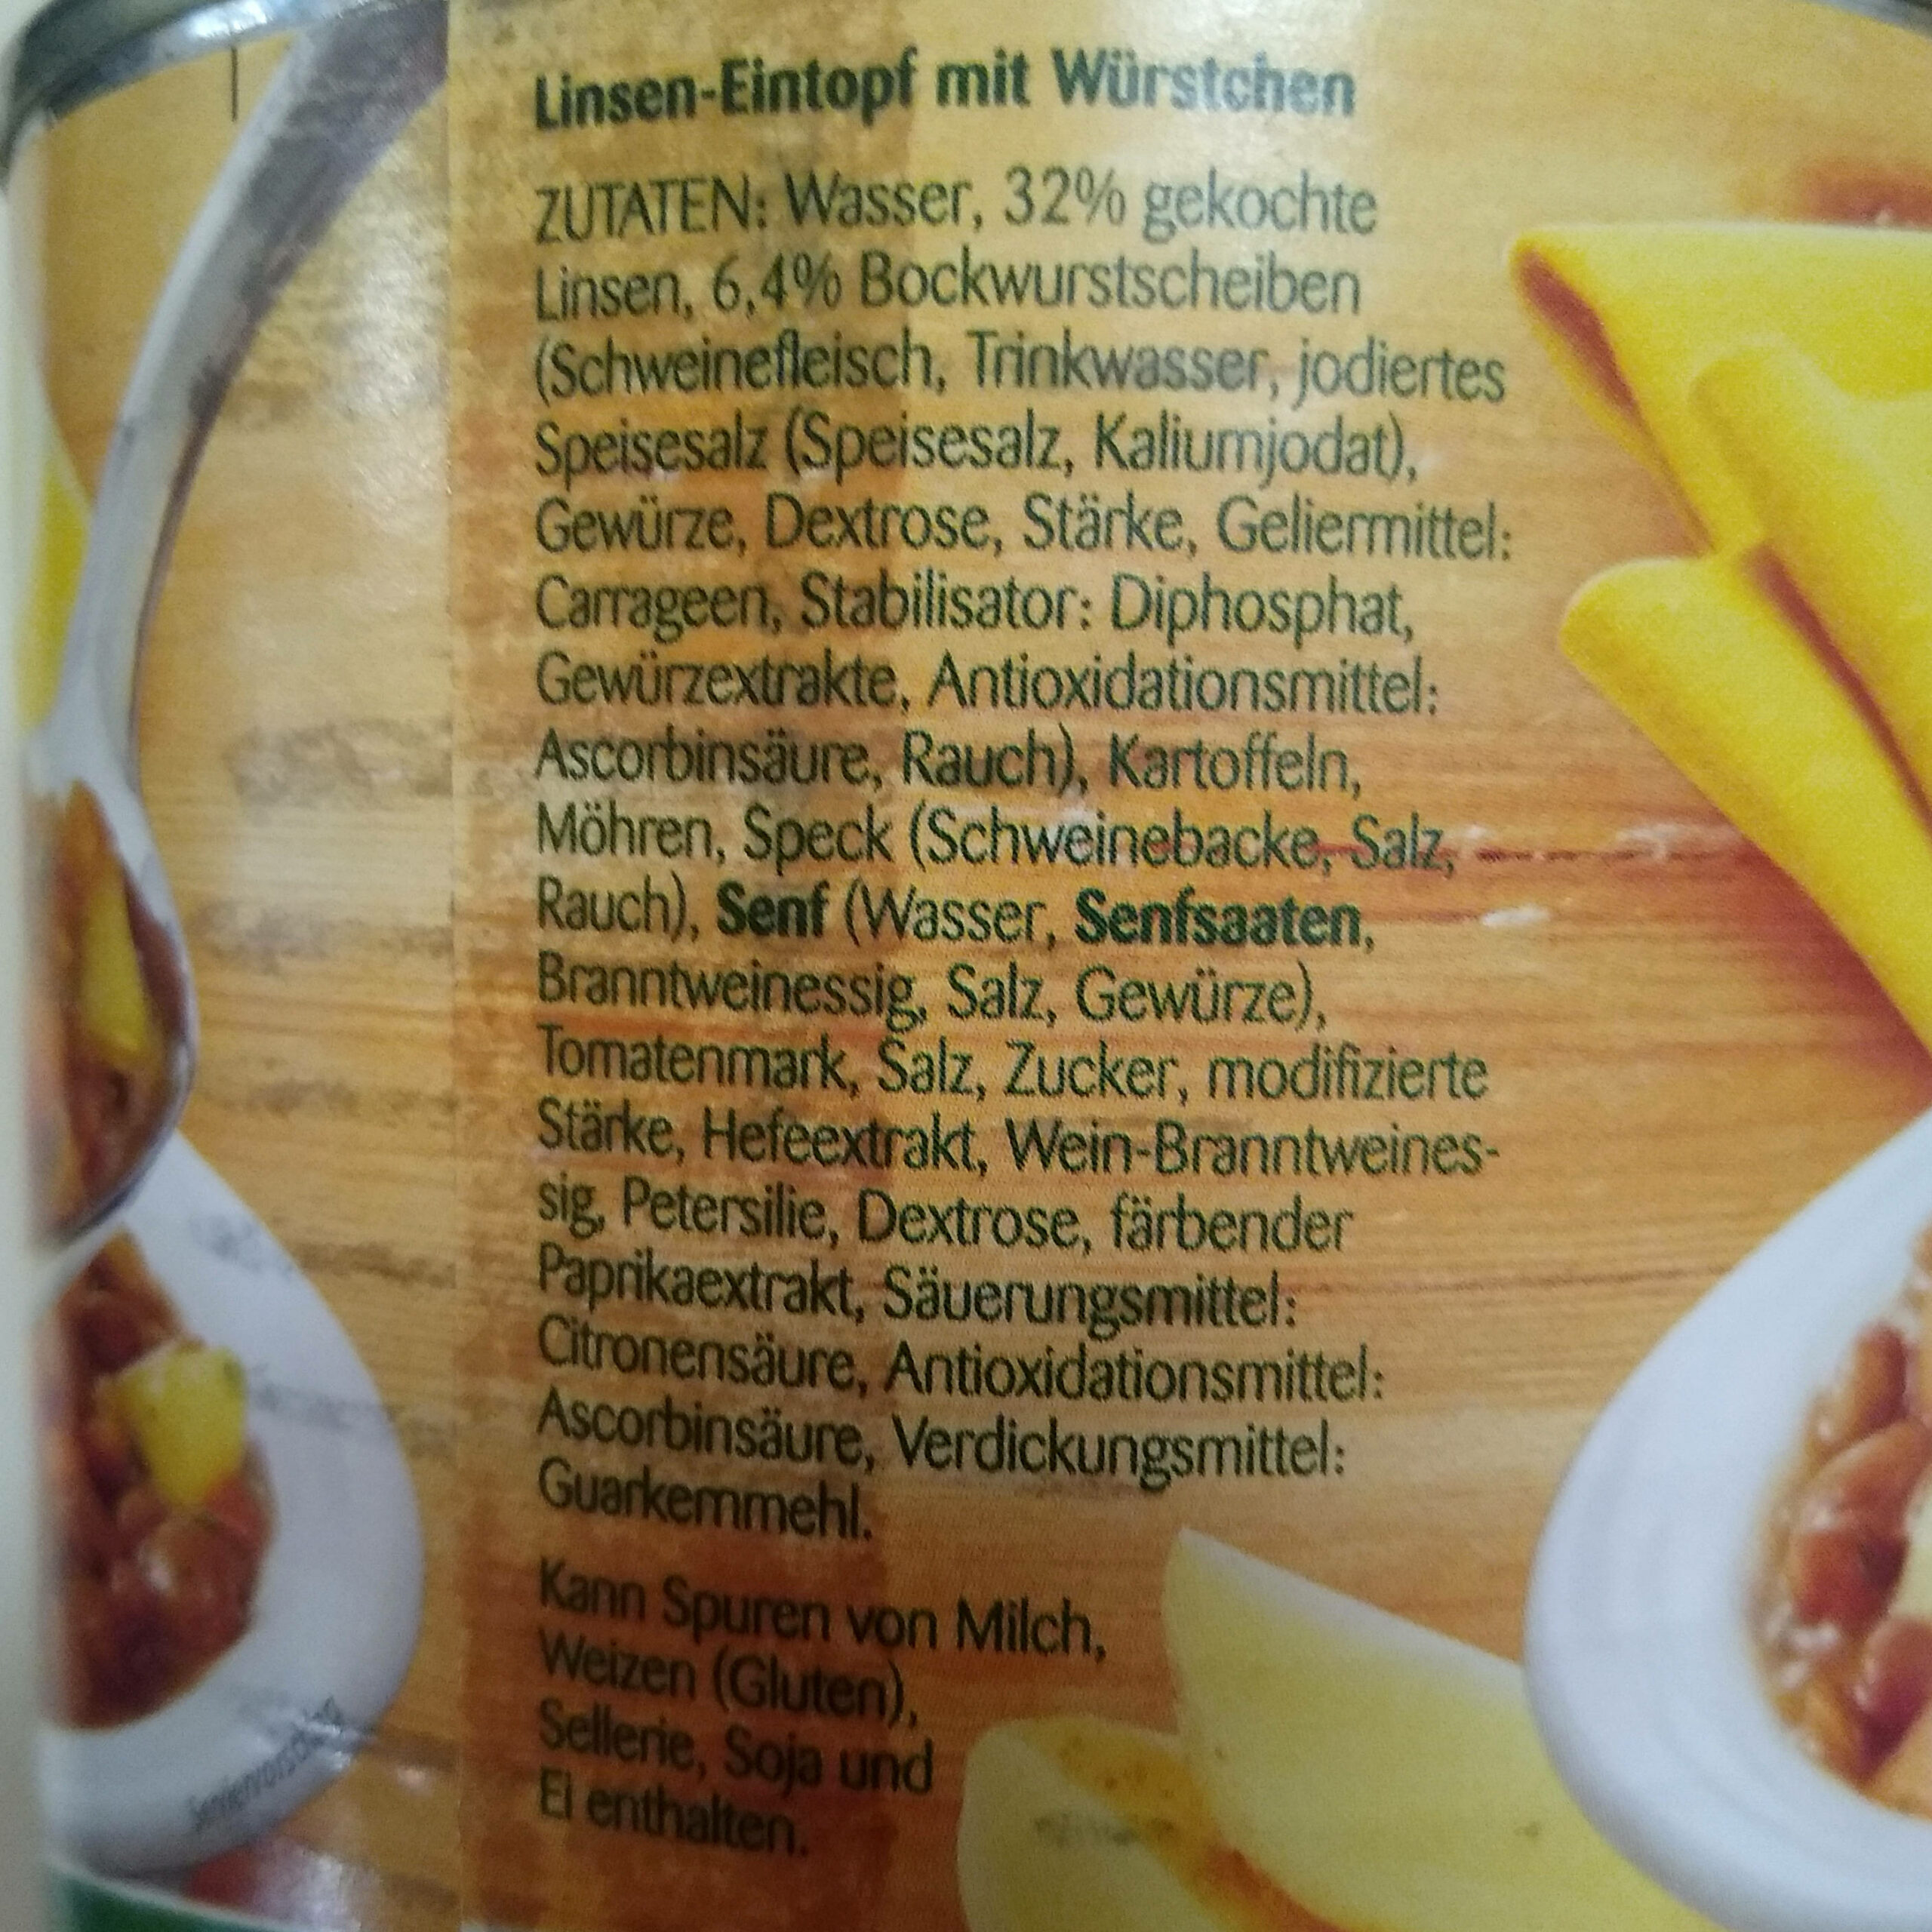 Linsen-Eintopf mit Würstchen
ZUTATEN: Wasser, 32% gekochte
Linsen, 6,4% Bockwurstscheiben
(Schweinefleisch, Trinkwasser, jodiertes
Speisesalz (Speisesalz, Kaliumjodat),
Gewürze, Dextrose, Stärke, Geliermittel:
Carrageen, Stabilisator: Diphosphat,
Gewürzextrakte, Antioxidationsmittel:
Ascorbinsäure, Rauch), Kartoffeln,
Möhren, Speck (Schweinebacke, Salz,
Rauch), Senf (Wasser, Senfsaaten,
Branntweinessig, Salz, Gewürze),
Tomatenmark, Salz, Zucker, modifizierte
Stärke, Hefeextrakt, Wein-Branntweines-
sig, Petersilie, Dextrose, färbender
Paprikaextrakt, Säuerungsmittel:
Citronensäure, Antioxidationsmittel:
Ascorbinsäure, Verdickungsmittel:
Guarkernmehl.
Kann Spuren von Milch,
Weizen (Gluten),
Sellerie, Soja und
Ei enthalten.
Serviervorschlag